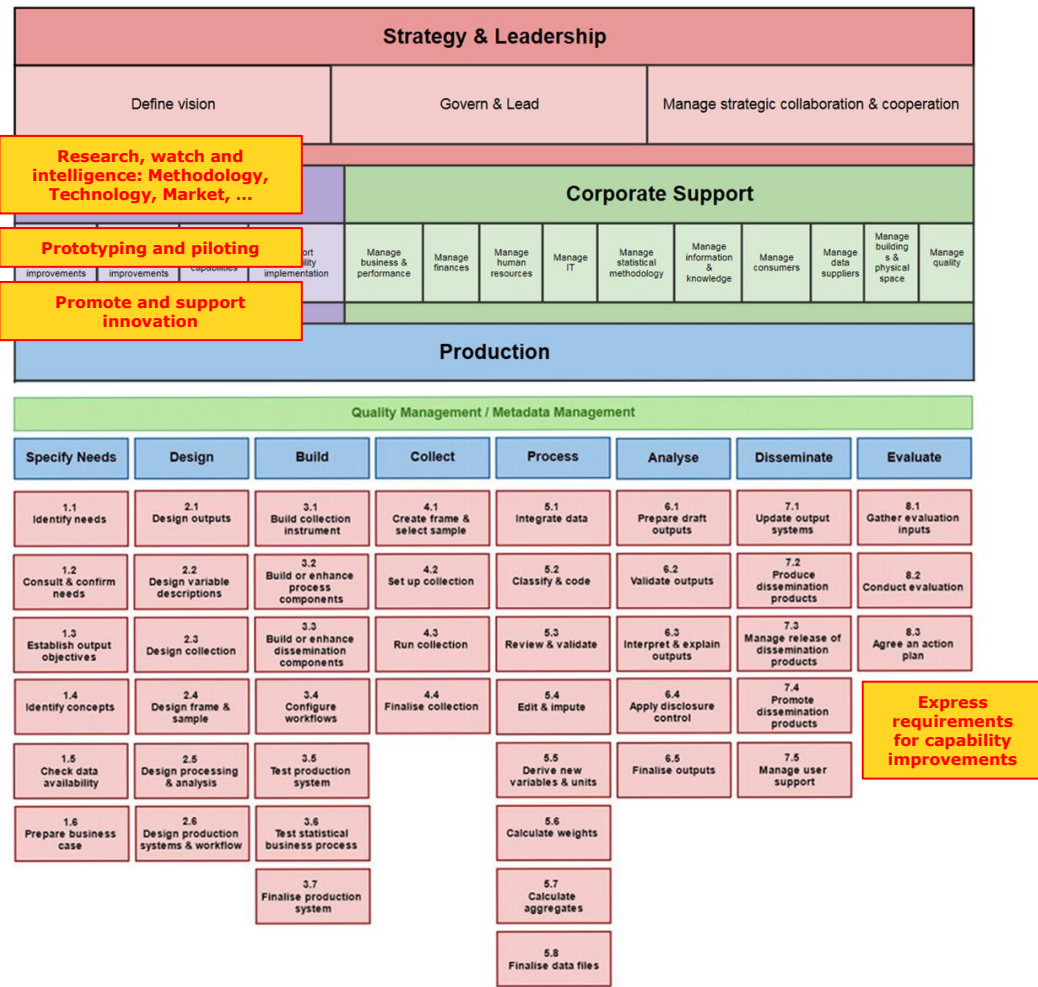 Strategy & Leadership
Define vision
Govern & Lead
Manage strategic collaboration & cooperation
Research, watch and
intelligence: Methodology,
Technology, Market, ...
Corporate Support
Prototyping and piloting
improvements
improvements
capabilities
implementation
Manage
business &
performance
Manage
finances
Manage
human
resources
Manage
IT
Manage
statistical
methodology
Manage
information
&
knowledge
Manage
consumers
Manage
data
suppliers
Manage
building
s &
physical
space
Manage
quality
Promote and support
innovation
Production
Quality Management / Metadata Management
Specify Needs
Design
Build
Collect
Process
Analyse
Disseminate
Evaluate
1.1
Identify needs
1.2
Consult & confirm
needs
1.3
Establish output
objectives
1.4
Identify concepts
1.5
Check data
availability
1.6
Prepare business
case
2.1
Design outputs
2.2
Design variable
descriptions
2.3
Design collection
2.4
Design frame &
sample
2.5
Design processing
& analysis
2.6
Design production
systems & workflow
3.1
Build collection
instrument
3.2
Build or enhance
process
components
3.3
Build or enhance
dissemination
components
3.4
Configure
workflows
3.5
Test production
system
3.6
Test statistical
business process
3.7
Finalise production
system
4.1
Create frame &
select sample
4.2
Set up collection
4.3
Run collection
4.4
Finalise collection
5.1
Integrate data
5.2
Classify & code
5.3
Review & validate
5.4
Edit & impute
5.5
Derive new
variables & units
5.6
Calculate weights
5.7
Calculate
aggregates
5.8
Finalise data files
6.1
Prepare draft
outputs
6.2
Validate outputs
6.3
Interpret & explain
outputs
6.4
Apply disclosure
control
6.5
Finalise outputs
7.1
Update output
systems
7.2
Produce
dissemination
products
7.3
Manage release of
dissemination
products
7.4
Promote
dissemination
products
7.5
Manage user
support
8.1
Gather evaluation
inputs
8.2
Conduct evaluation
8.3
Agree an action
plan
Express
requirements
for capability
improvements